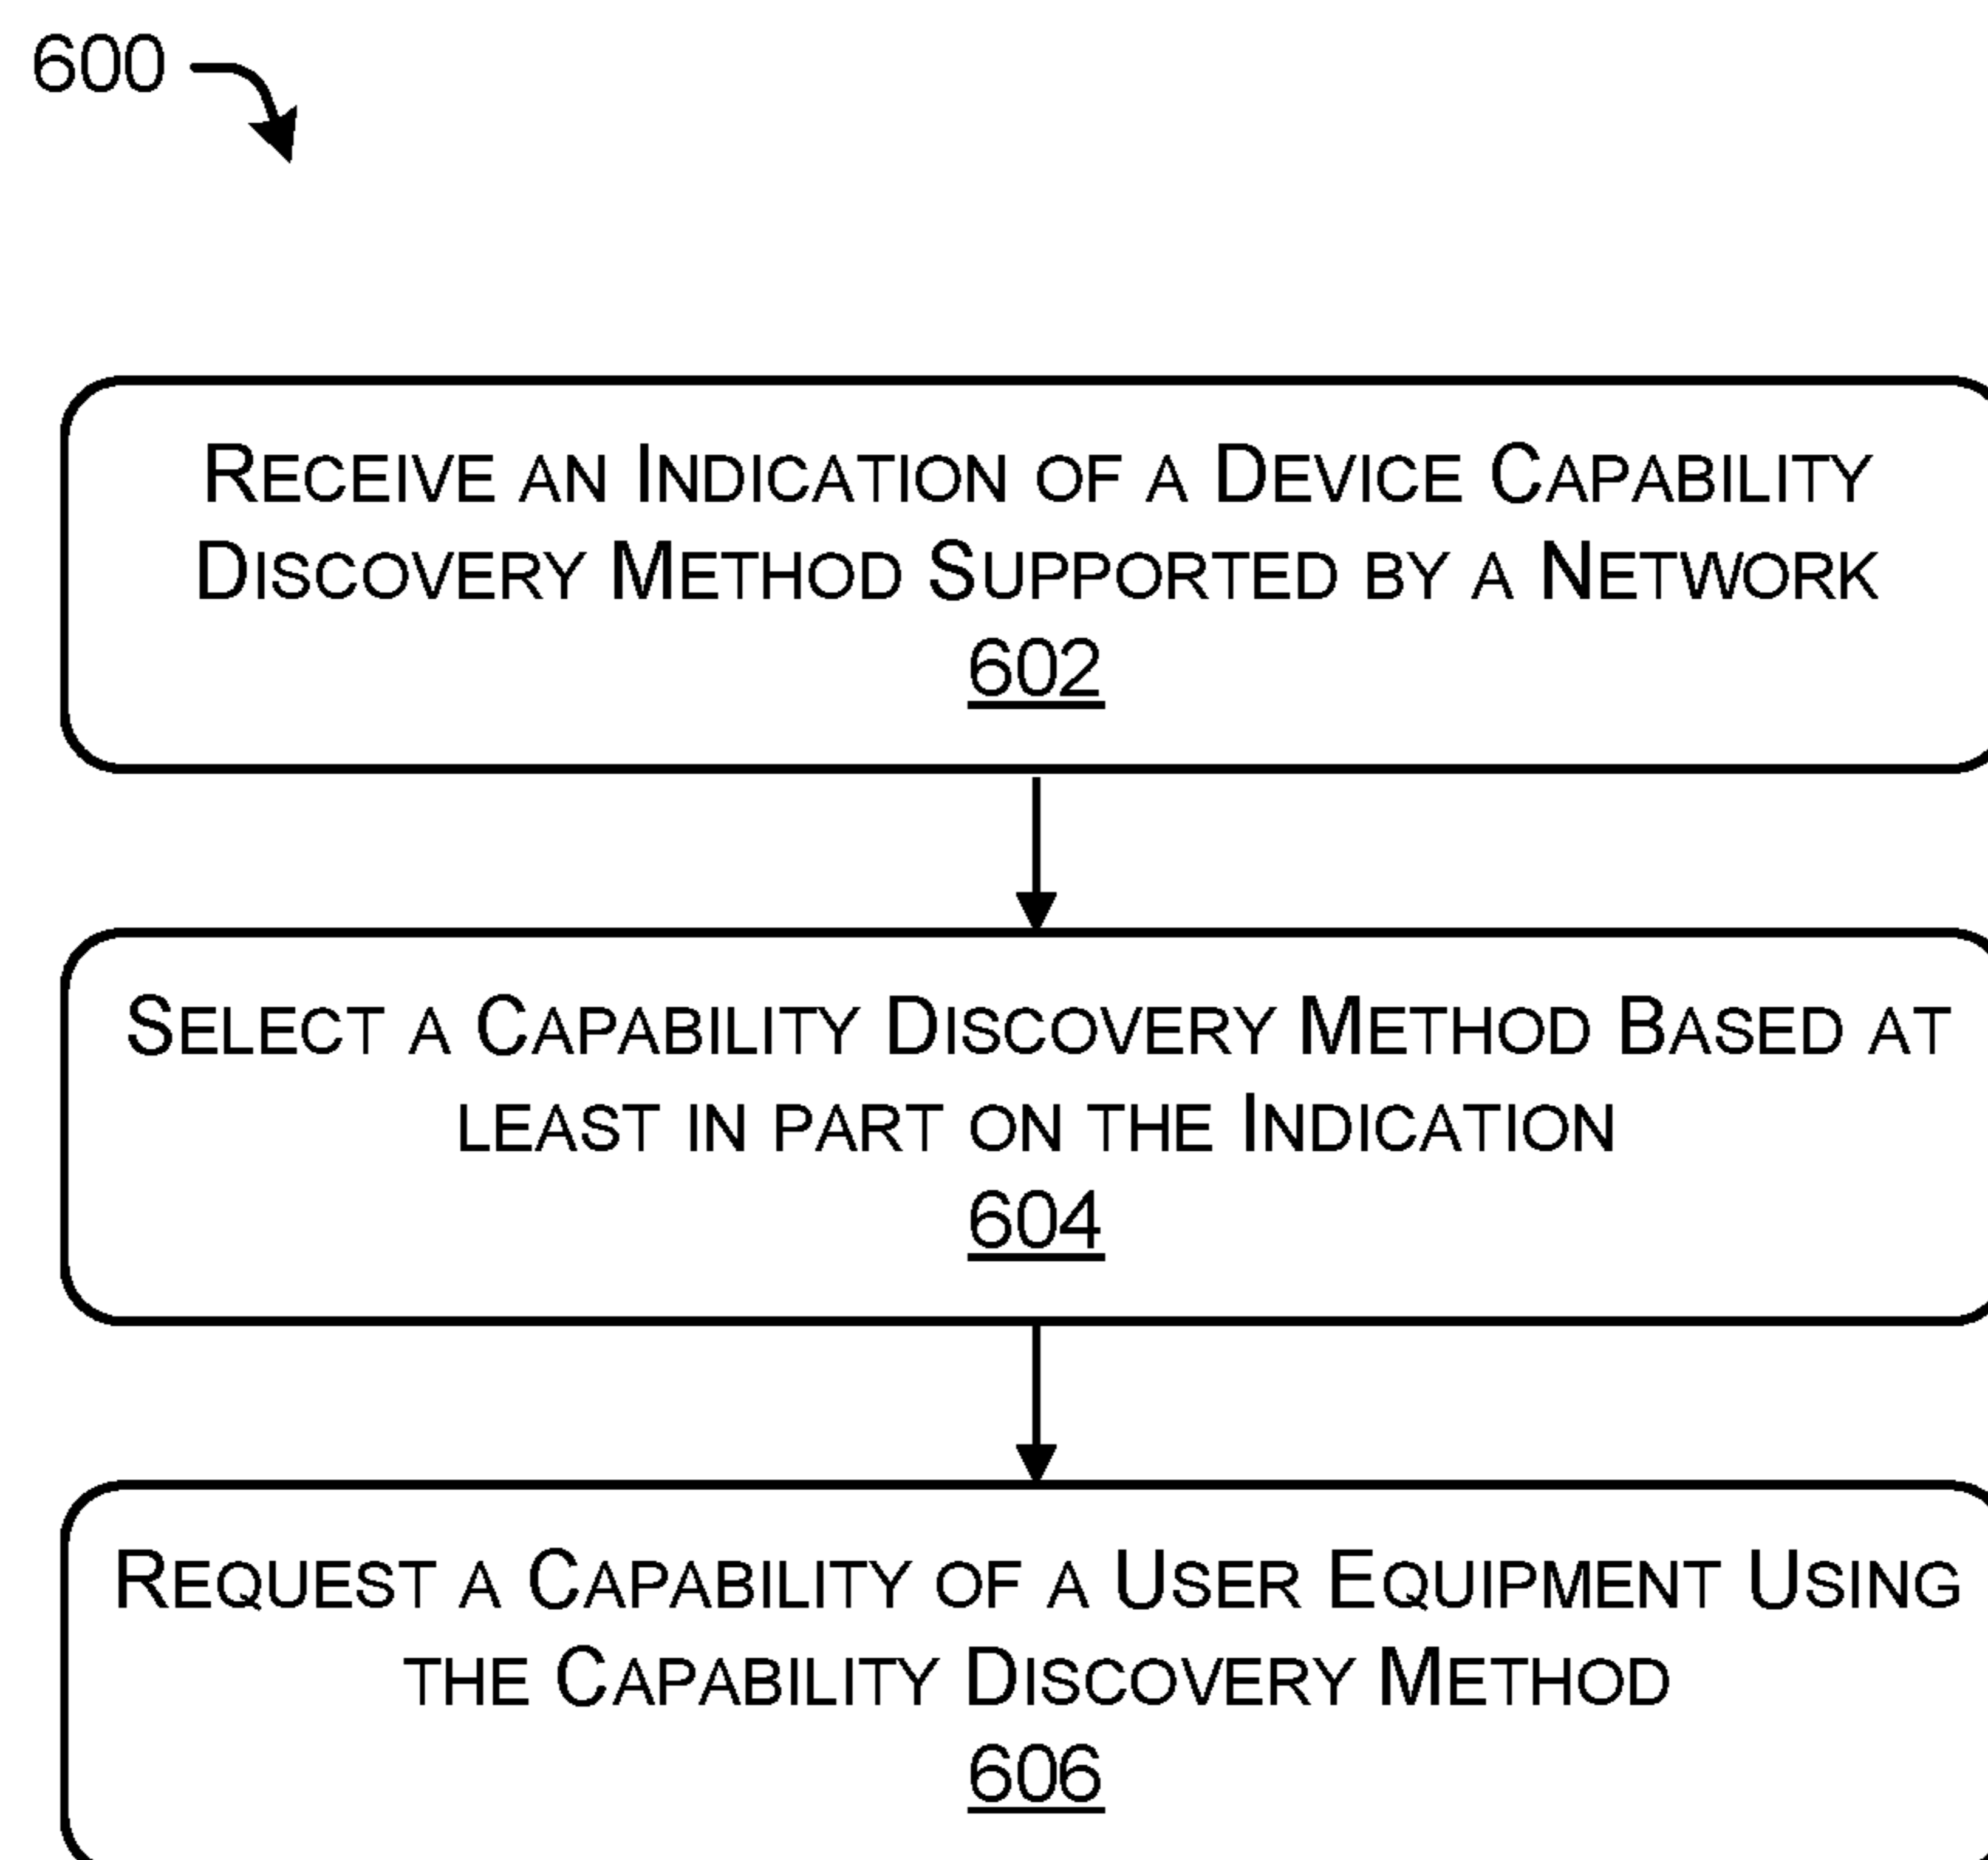 600
RECEIVE AN INDICATION OF A DEVICE CAPABILITY
DISCOVERY METHOD SUPPORTED BY A NETWORK
602
SELECT A CAPABILITY DISCOVERY METHOD BASED AT
LEAST IN PART ON THE INDICATION
604
REQUEST A CAPABILITY OF A USER EQUIPMENT USING
THE CAPABILITY DISCOVERY METHOD
606